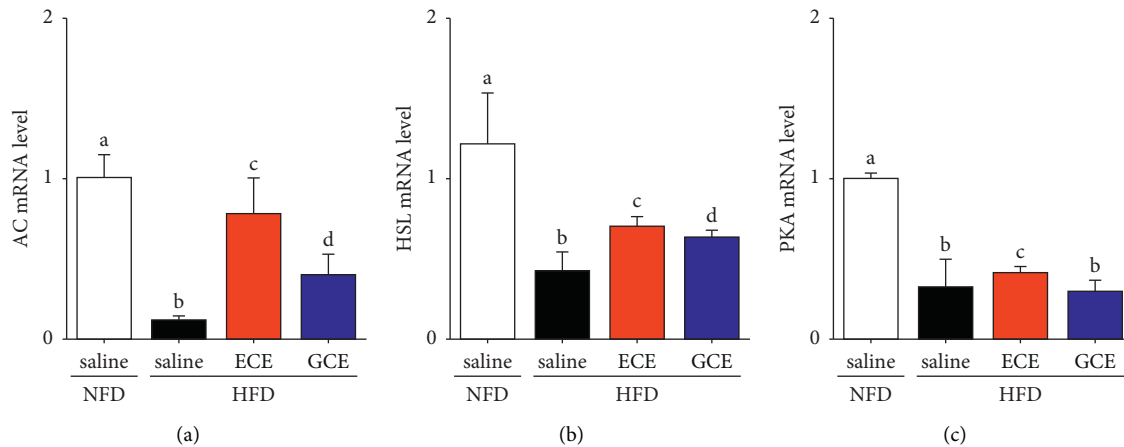 2
1
0
AC mRNA level
a
b
c
d
saline
saline
ECE
GCE
NFD
HFD
(a)
2
1
0
HSL mRNA level
a
b
c
d
saline
saline
ECE
GCE
NFD
HFD
(b)
2
1
0
PKA mRNA level
a
b
c
b
saline
saline
ECE
GCE
NFD
HFD
(c)